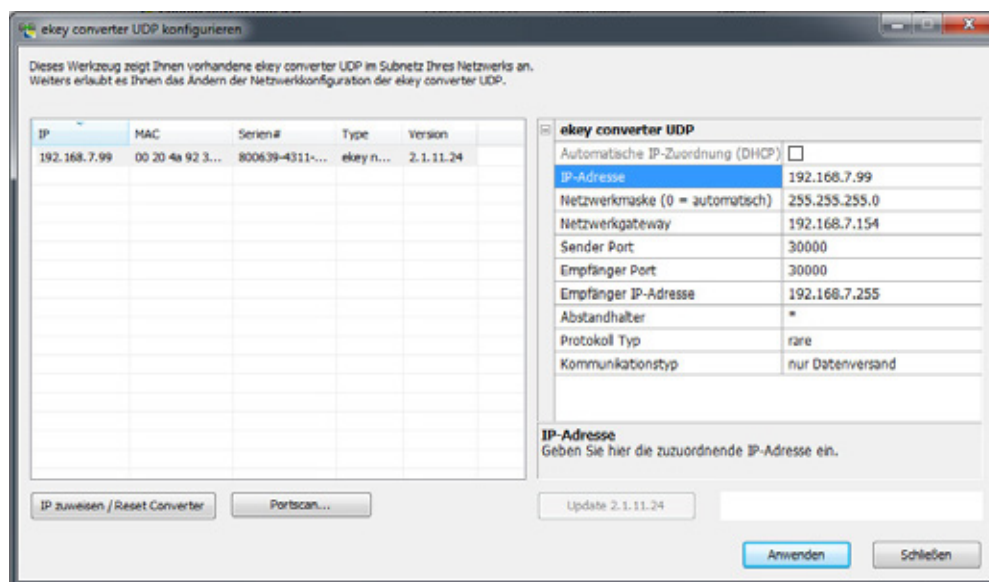 ekey converter UDP konfigurieren
Dieses Werkzeug zeigt Ihnen vorhandene ekey converter UDP im Subnetz Ihres Netzwerks an.
Weiters erlaubt es Ihnen das Ändern der Netzwerkkonfiguration der ekey converter UDP.
IP MAC Serien# Type Version
192.168.7.99 00 20 4a 92 3... 800639-4311-... ekey n... 2.1.11.24
ekey converter UDP
Automatische IP-Zuordnung (DHCP)
IP-Adresse 192.168.7.99
Netzwerkmaske (0 = automatisch) 255.255.255.0
Netzwerkgateway 192.168.7.154
Sender Port 30000
Empfänger Port 30000
Empfänger IP-Adresse 192.168.7.255
Abstandhalter *
Protokoll Typ rare
Kommunikationstyp nur Datenversand
IP-Adresse
Geben Sie hier die zuzuordnende IP-Adresse ein.
IP zuweisen / Reset Converter Portscan... Update 2.1.11.24
Anwenden Schließen